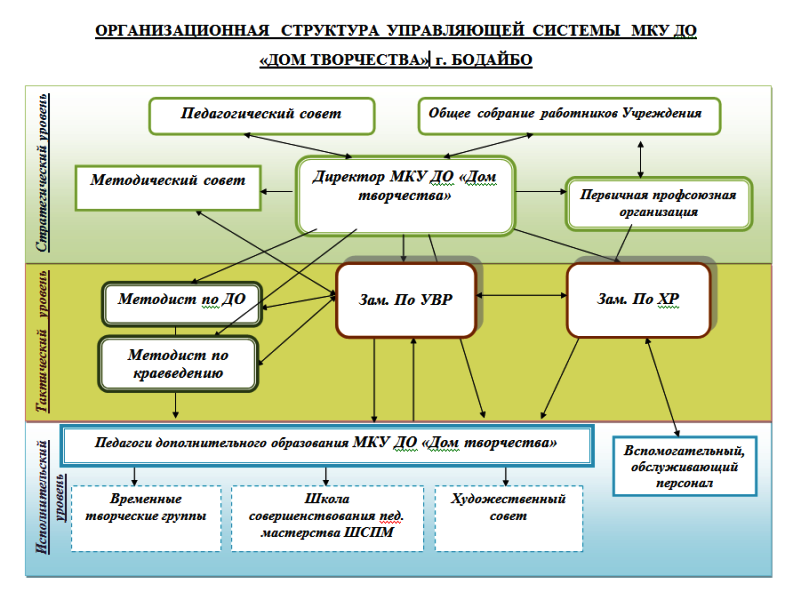 ОРГАНИЗАЦИОННАЯ СТРУКТУРА УПРАВЛЯЮЩЕЙ СИСТЕМЫ МКУ ДО
«ДОМ ТВОРЧЕСТВА» г. БОДАЙБО
Стратегический уровень
Педагогический совет
Общее собрание работников Учреждения
Методический совет
Директор МКУ ДО «Дом
творчества»
Первичная профсоюзная
организация
Тактический уровень
Методист по ДО
Зам. По УВР
Зам. По ХР
Методист по
краеведению
Исполнительский
уровень
Педагоги дополнительного образования МКУ ДО «Дом творчества»
Вспомогательный,
обслуживающий
персонал
Временные
творческие группы
Школа
совершенствования пед.
мастерства ШСПМ
Художественный
совет